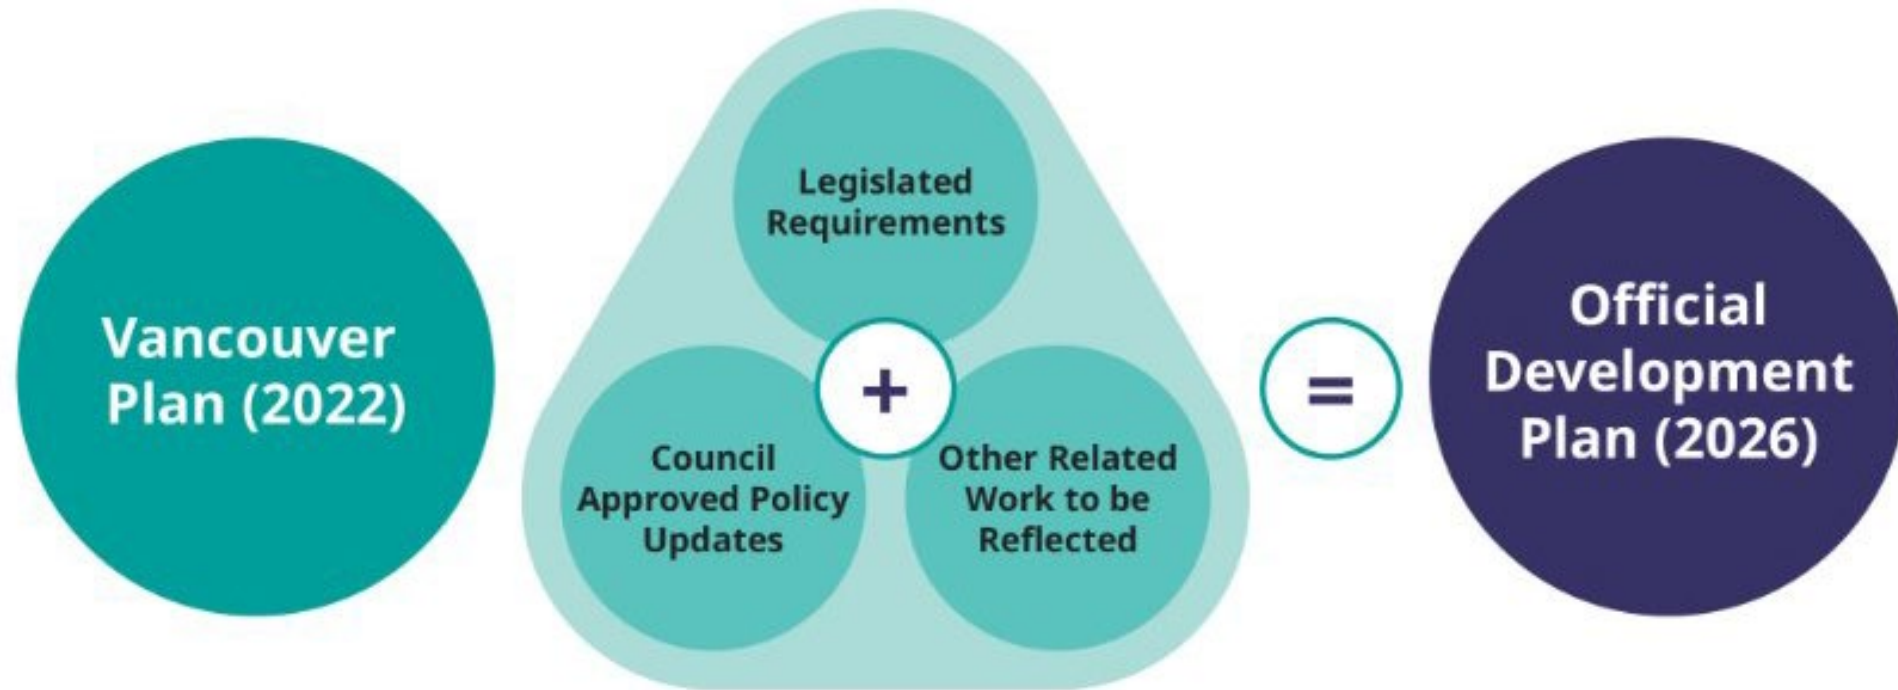 Vancouver
Plan (2022)
Legislated
Requirements
+
Council
Approved Policy
Updates
Other Related
Work to be
Reflected
=
Official
Development
Plan (2026)